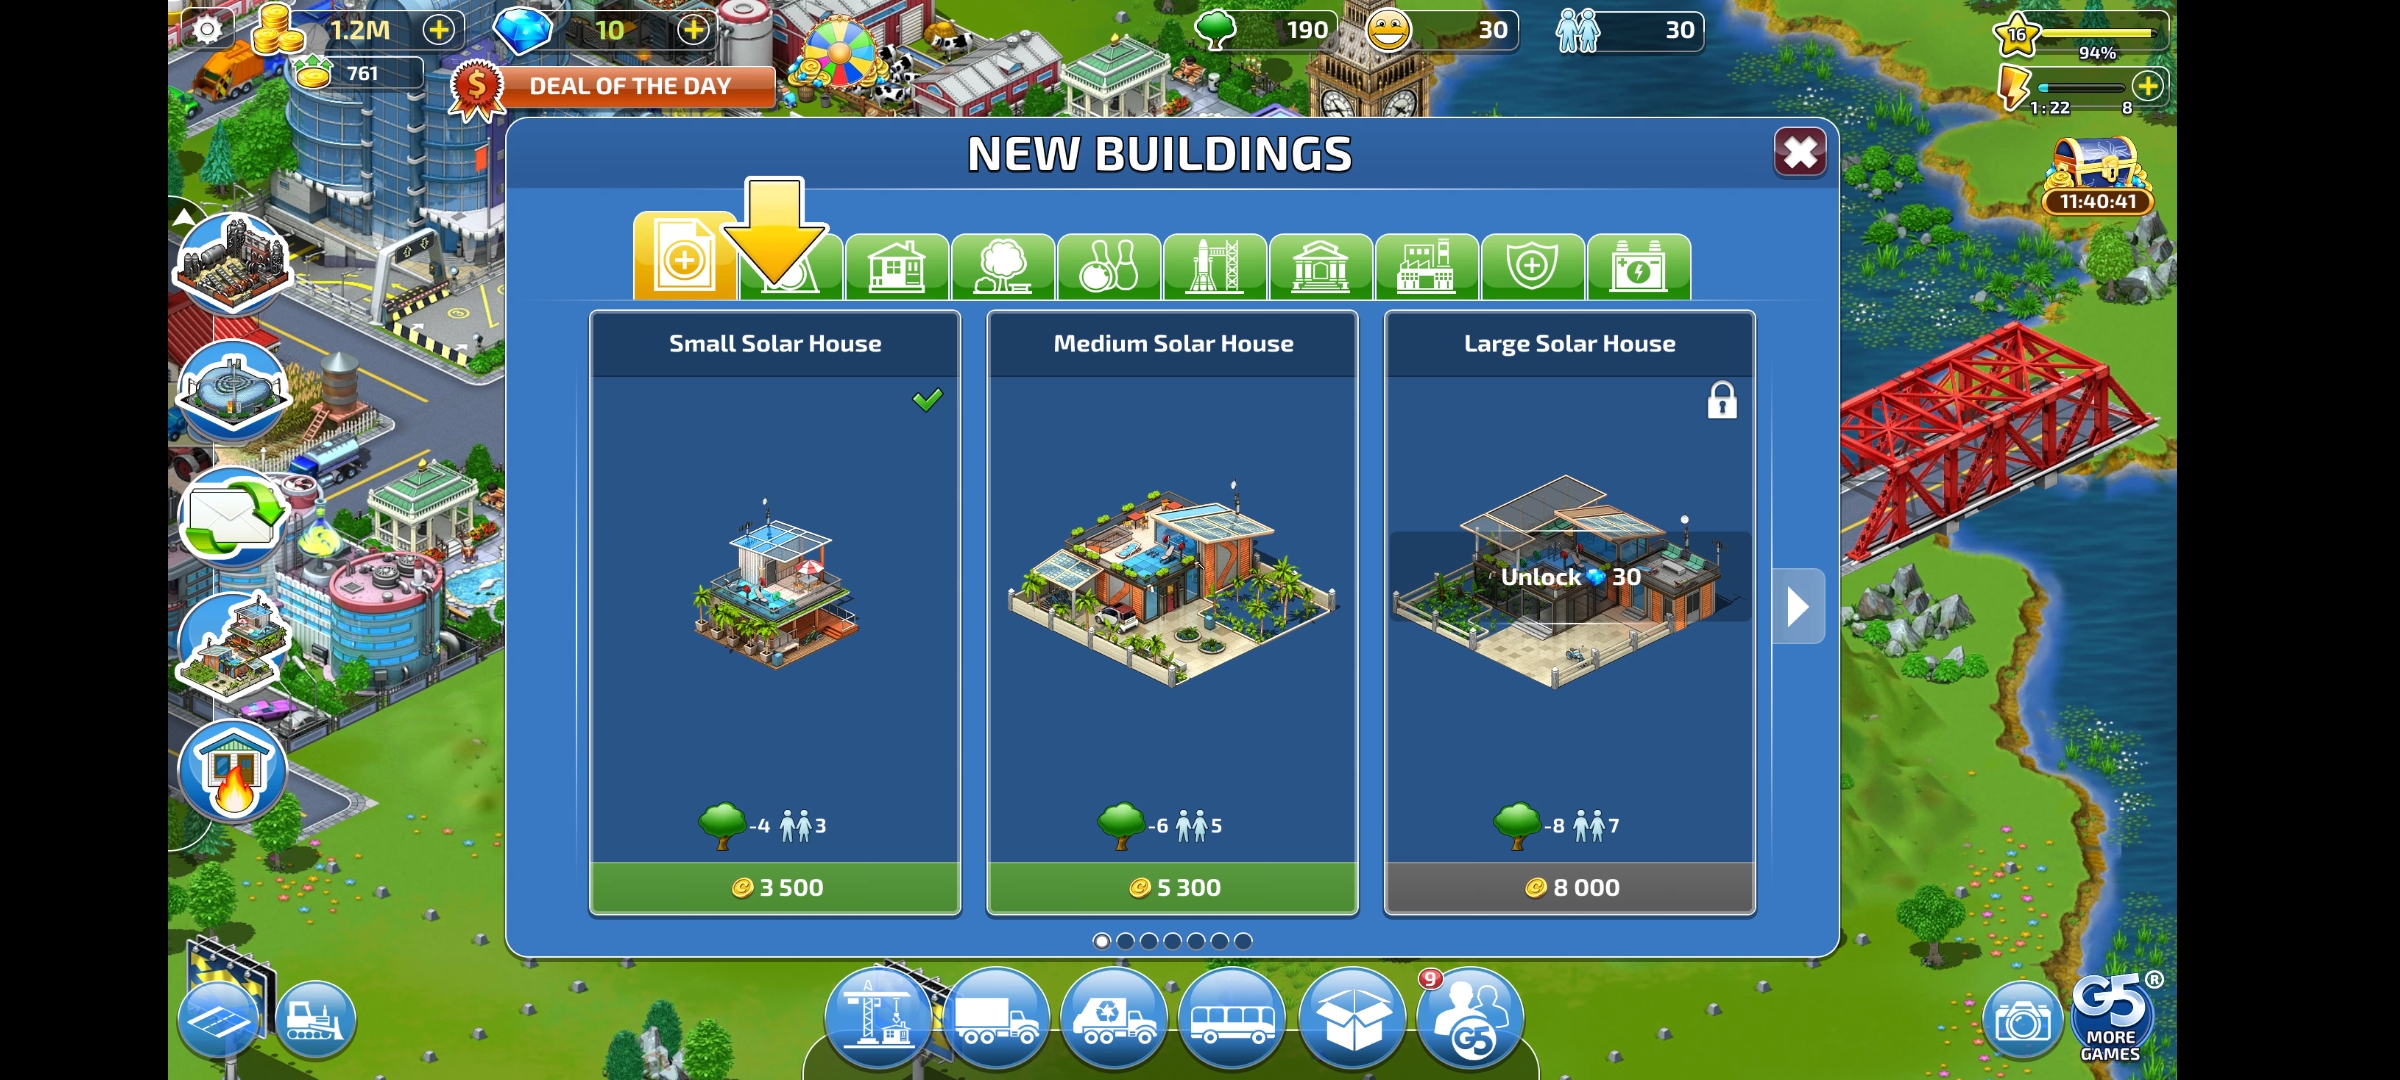 1.2M
10
190
30
30
16
94%
761
DEAL OF THE DAY
1:22
8
NEW BUILDINGS
11:40:41
Small Solar House
Medium Solar House
Large Solar House
Unlock 30
-4 3
-6 5
-8 7
3 500
5 300
8 000
9
G5
G5®
MORE
GAMES